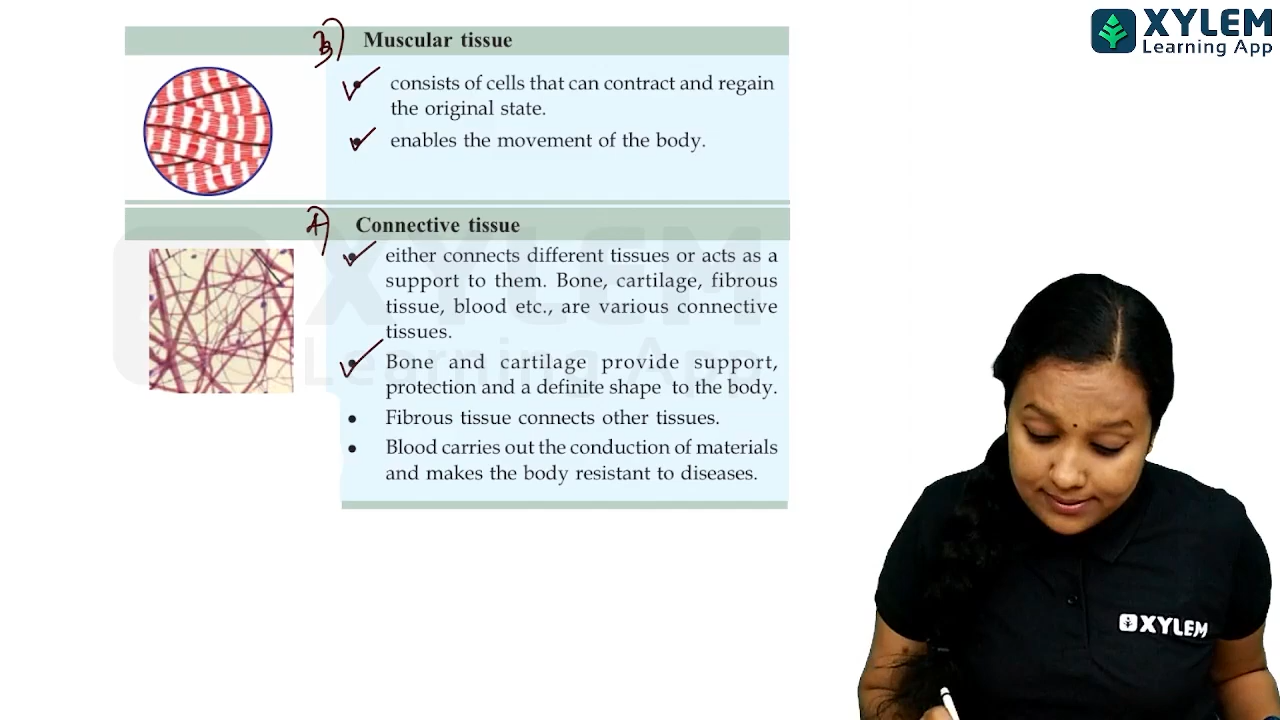 XYLEM
Learning App
3) Muscular tissue
consists of cells that can contract and regain
the original state.
• enables the movement of the body.
4) Connective tissue
either connects different tissues or acts as a
support to them. Bone, cartilage, fibrous
tissue, blood etc., are various connective
tissues.
Bone and cartilage provide support,
protection and a definite shape to the body.
• Fibrous tissue connects other tissues.
• Blood carries out the conduction of materials
and makes the body resistant to diseases.
XYLEM
Learning App
XYLEM